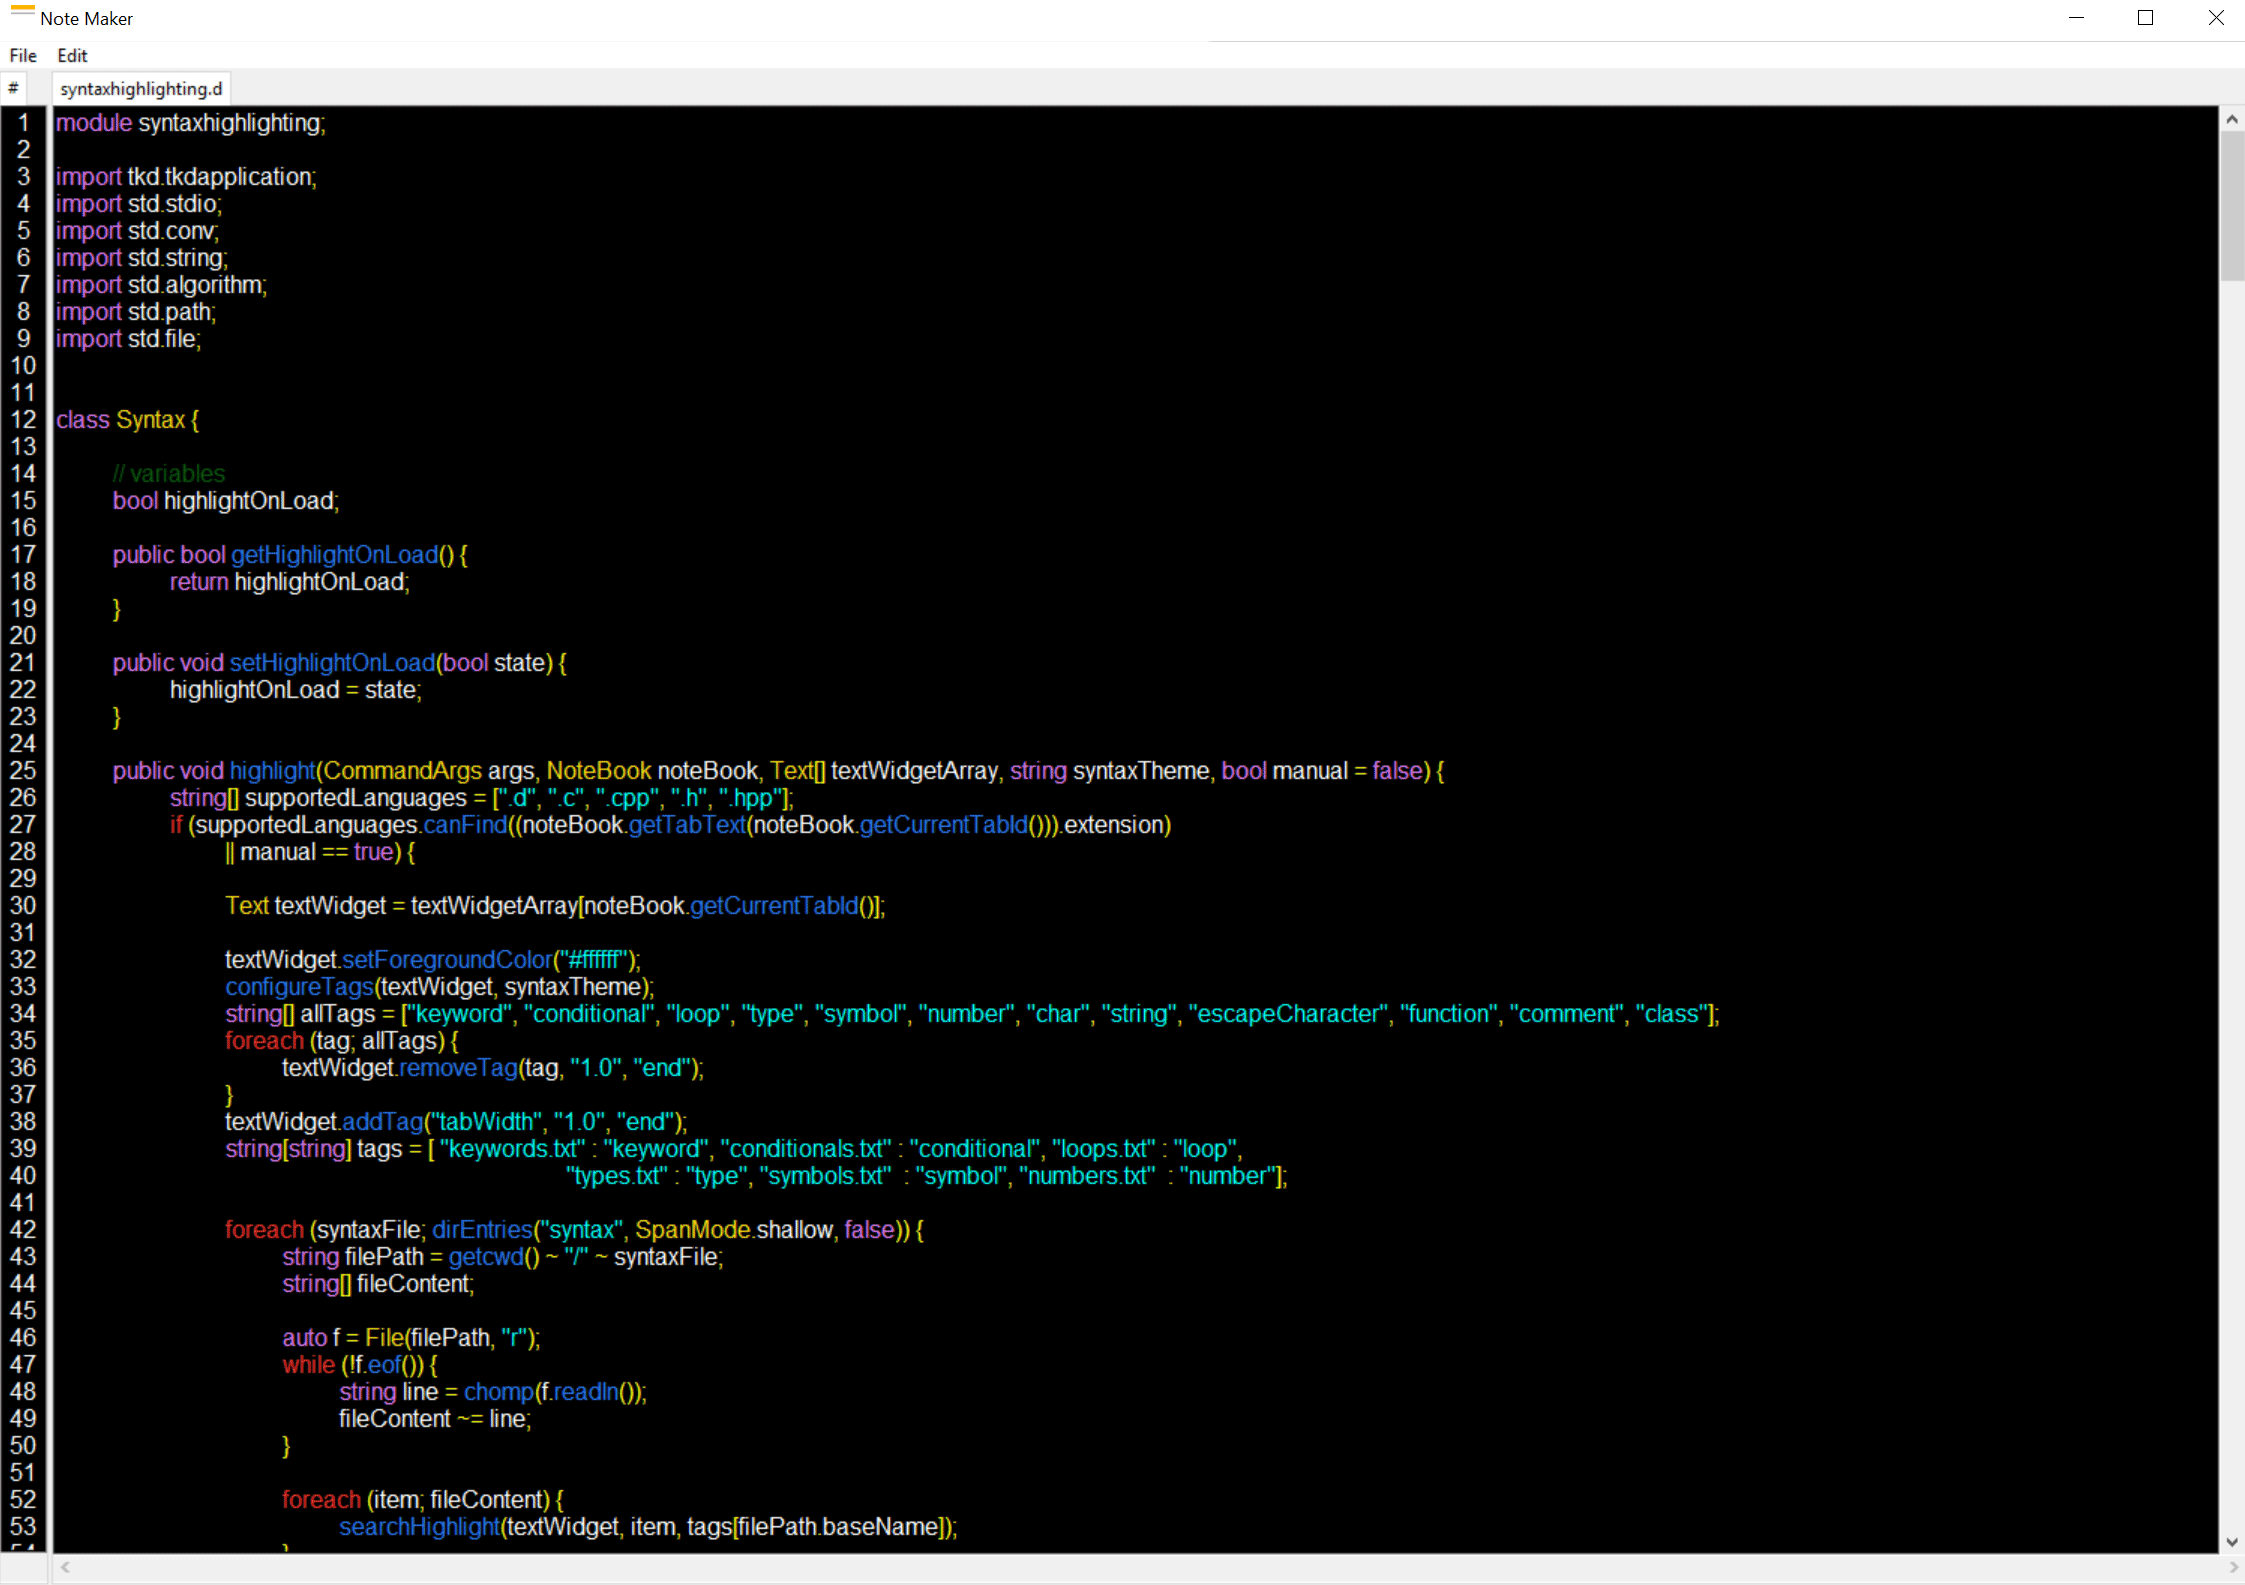 Note Maker
File Edit
# syntaxhighlighting.d
1 module syntaxhighlighting;
2
3 import tkd.tkdapplication;
4 import std.stdio;
5 import std.conv;
6 import std.string;
7 import std.algorithm;
8 import std.path;
9 import std.file;
10
11
12 class Syntax {
13
14 // variables
15 bool highlightOnLoad;
16
17 public bool getHighlightOnLoad() {
18 return highlightOnLoad;
19 }
20
21 public void setHighlightOnLoad(bool state) {
22 highlightOnLoad = state;
23 }
24
25 public void highlight(CommandArgs args, NoteBook noteBook, Text[] textWidgetArray, string syntaxTheme, bool manual = false) {
26 string[] supportedLanguages = [".d", ".c", ".cpp", ".h", ".hpp"];
27 if (supportedLanguages.canFind((noteBook.getTabText(noteBook.getCurrentTabId())).extension)
28 || manual == true) {
29
30 Text textWidget = textWidgetArray[noteBook.getCurrentTabId()];
31
32 textWidget.setForegroundColor("#ffffff");
33 configureTags(textWidget, syntaxTheme);
34 string[] allTags = ["keyword", "conditional", "loop", "type", "symbol", "number", "char", "string", "escapeCharacter", "function", "comment", "class"];
35 foreach (tag; allTags) {
36 textWidget.removeTag(tag, "1.0", "end");
37 }
38 textWidget.addTag("tabWidth", "1.0", "end");
39 string[string] tags = [ "keywords.txt" : "keyword", "conditionals.txt" : "conditional", "loops.txt" : "loop",
40 "types.txt" : "type", "symbols.txt"  : "symbol", "numbers.txt"  : "number"];
41
42 foreach (syntaxFile; dirEntries("syntax", SpanMode.shallow, false)) {
43 string filePath = getcwd() ~ "/" ~ syntaxFile;
44 string[] fileContent;
45
46 auto f = File(filePath, "r");
47 while (!f.eof()) {
48 string line = chomp(f.readln());
49 fileContent ~= line;
50 }
51
52 foreach (item; fileContent) {
53 searchHighlight(textWidget, item, tags[filePath.baseName]);
54 }